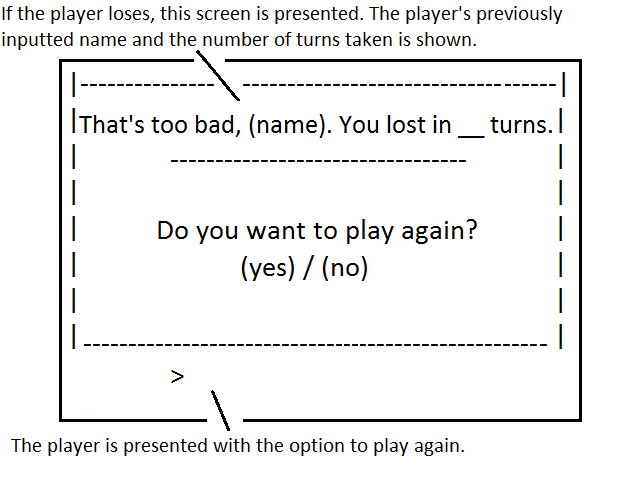 If the player loses, this screen is presented. The player's previously
inputted name and the number of turns taken is shown.
That's too bad, (name). You lost in __ turns.
Do you want to play again?
(yes) / (no)
>
The player is presented with the option to play again.